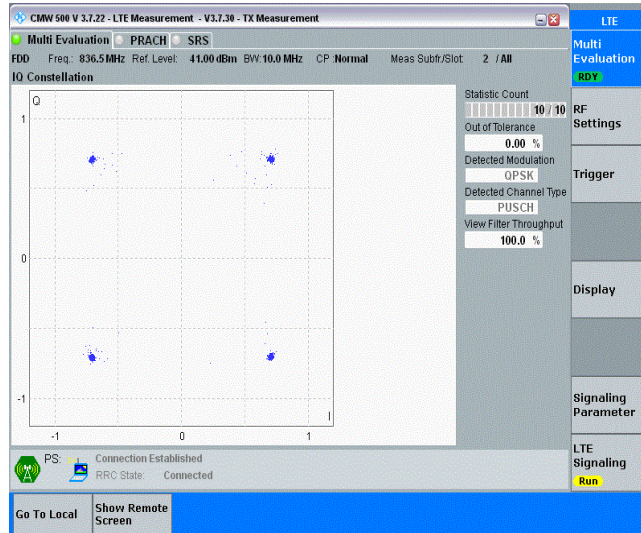 CMW 500 V 3.7.22 - LTE Measurement - V3.7.30 - TX Measurement
LTE
Multi Evaluation PRACH SRS
FDD Freq.: 836.5 MHz Ref. Level: 41.00 dBm BW: 10.0 MHz CP : Normal Meas Subfr./Slot: 2 / All
IQ Constellation
Q
1
0
-1
-1 0 1
I
Statistic Count
10 / 10
Out of Tolerance
0.00 %
Detected Modulation
QPSK
Detected Channel Type
PUSCH
View Filter Throughput
100.0 %
Multi
Evaluation
RDY
RF
Settings
Trigger
Display
Signaling
Parameter
LTE
Signaling
Run
PS: Connection Established
RRC State: Connected
Go To Local
Show Remote
Screen